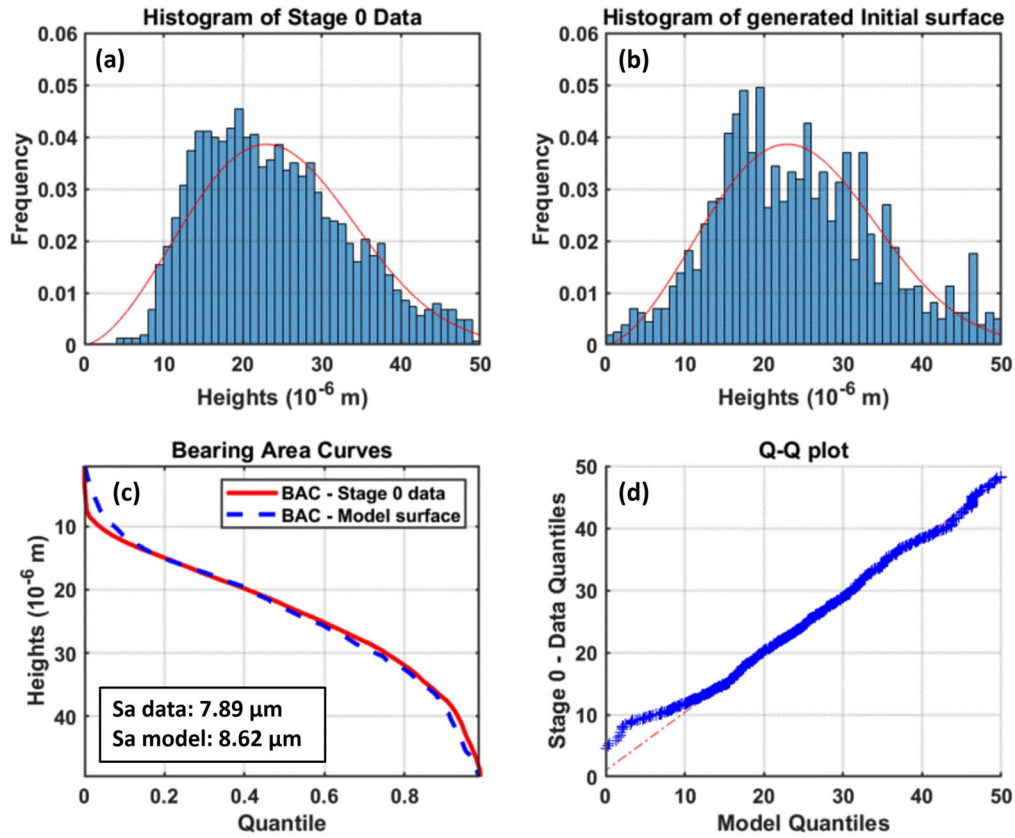 Histogram of Stage 0 Data
(a)
0.06
0.05
0.04
0.03
0.02
0.01
0
Frequency
0 10 20 30 40 50
Heights (10⁻⁶ m)
Histogram of generated Initial surface
(b)
0.06
0.05
0.04
0.03
0.02
0.01
0
Frequency
0 10 20 30 40 50
Heights (10⁻⁶ m)
Bearing Area Curves
(c)
BAC - Stage 0 data
BAC - Model surface
10
20
30
40
Heights (10⁻⁶ m)
Sa data: 7.89 μm
Sa model: 8.62 μm
0 0.2 0.4 0.6 0.8
Quantile
Q-Q plot
(d)
50
40
30
20
10
0
Stage 0 - Data Quantiles
0 10 20 30 40 50
Model Quantiles